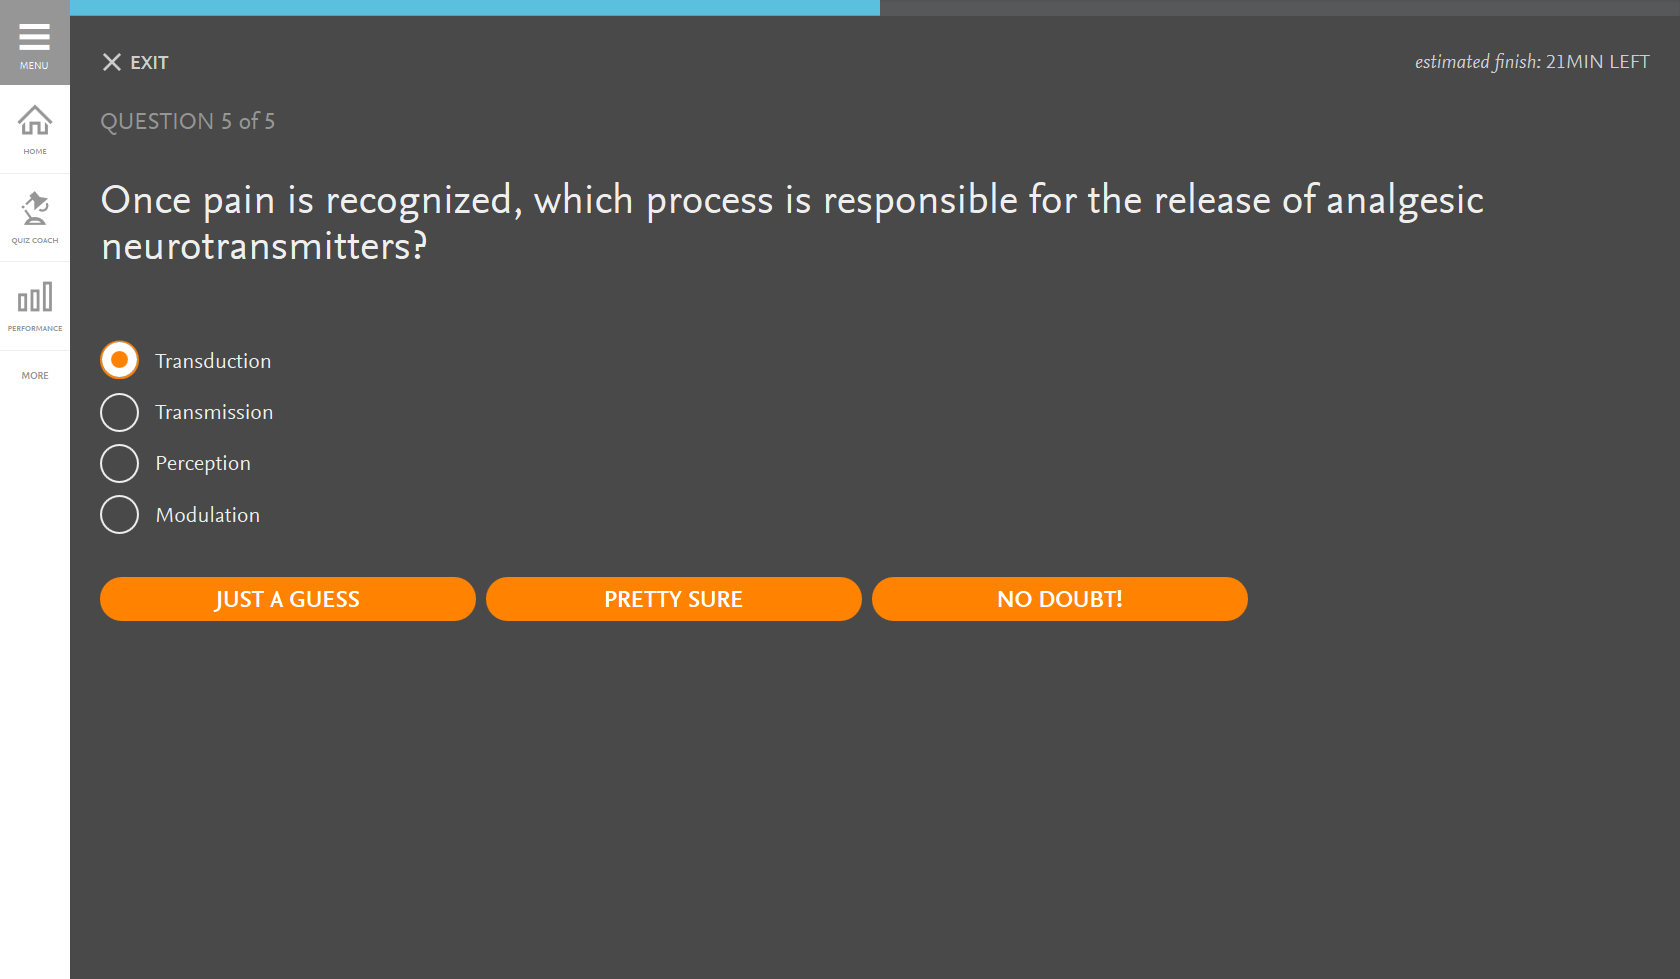 MENU
HOME
QUIZ COACH
PERFORMANCE
MORE
EXIT
estimated finish: 21MIN LEFT
QUESTION 5 of 5
Once pain is recognized, which process is responsible for the release of analgesic
neurotransmitters?
Transduction
Transmission
Perception
Modulation
JUST A GUESS
PRETTY SURE
NO DOUBT!